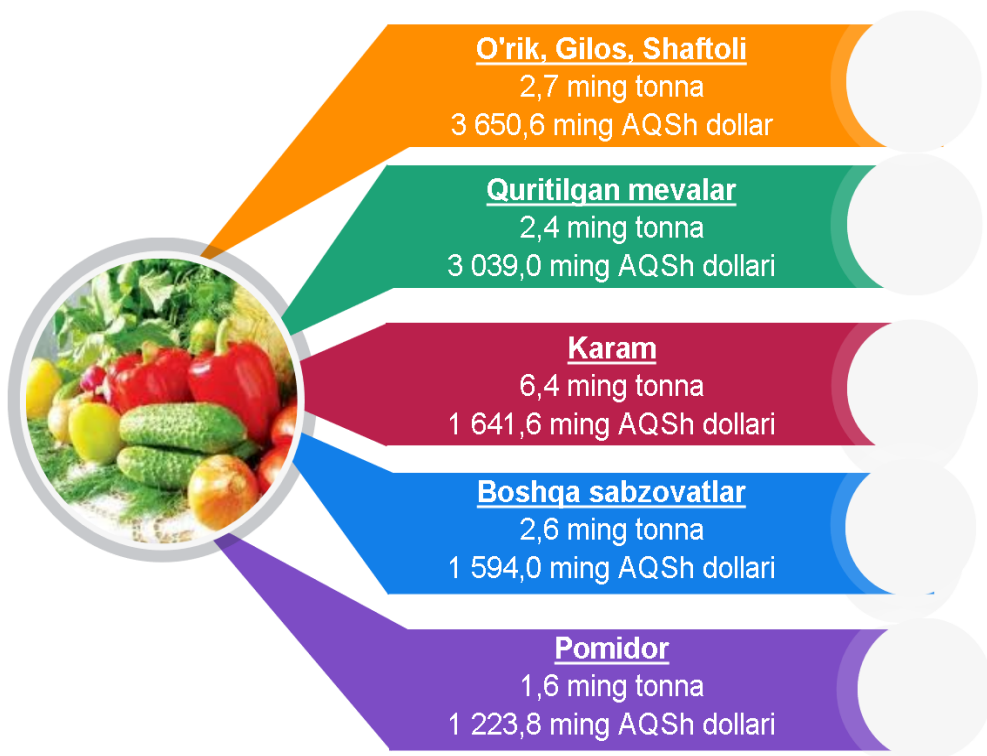 O'rik, Gilos, Shaftoli
2,7 ming tonna
3 650,6 ming AQSh dollar
Quritilgan mevalar
2,4 ming tonna
3 039,0 ming AQSh dollari
Karam
6,4 ming tonna
1 641,6 ming AQSh dollari
Boshqa sabzovatlar
2,6 ming tonna
1 594,0 ming AQSh dollari
Pomidor
1,6 ming tonna
1 223,8 ming AQSh dollari